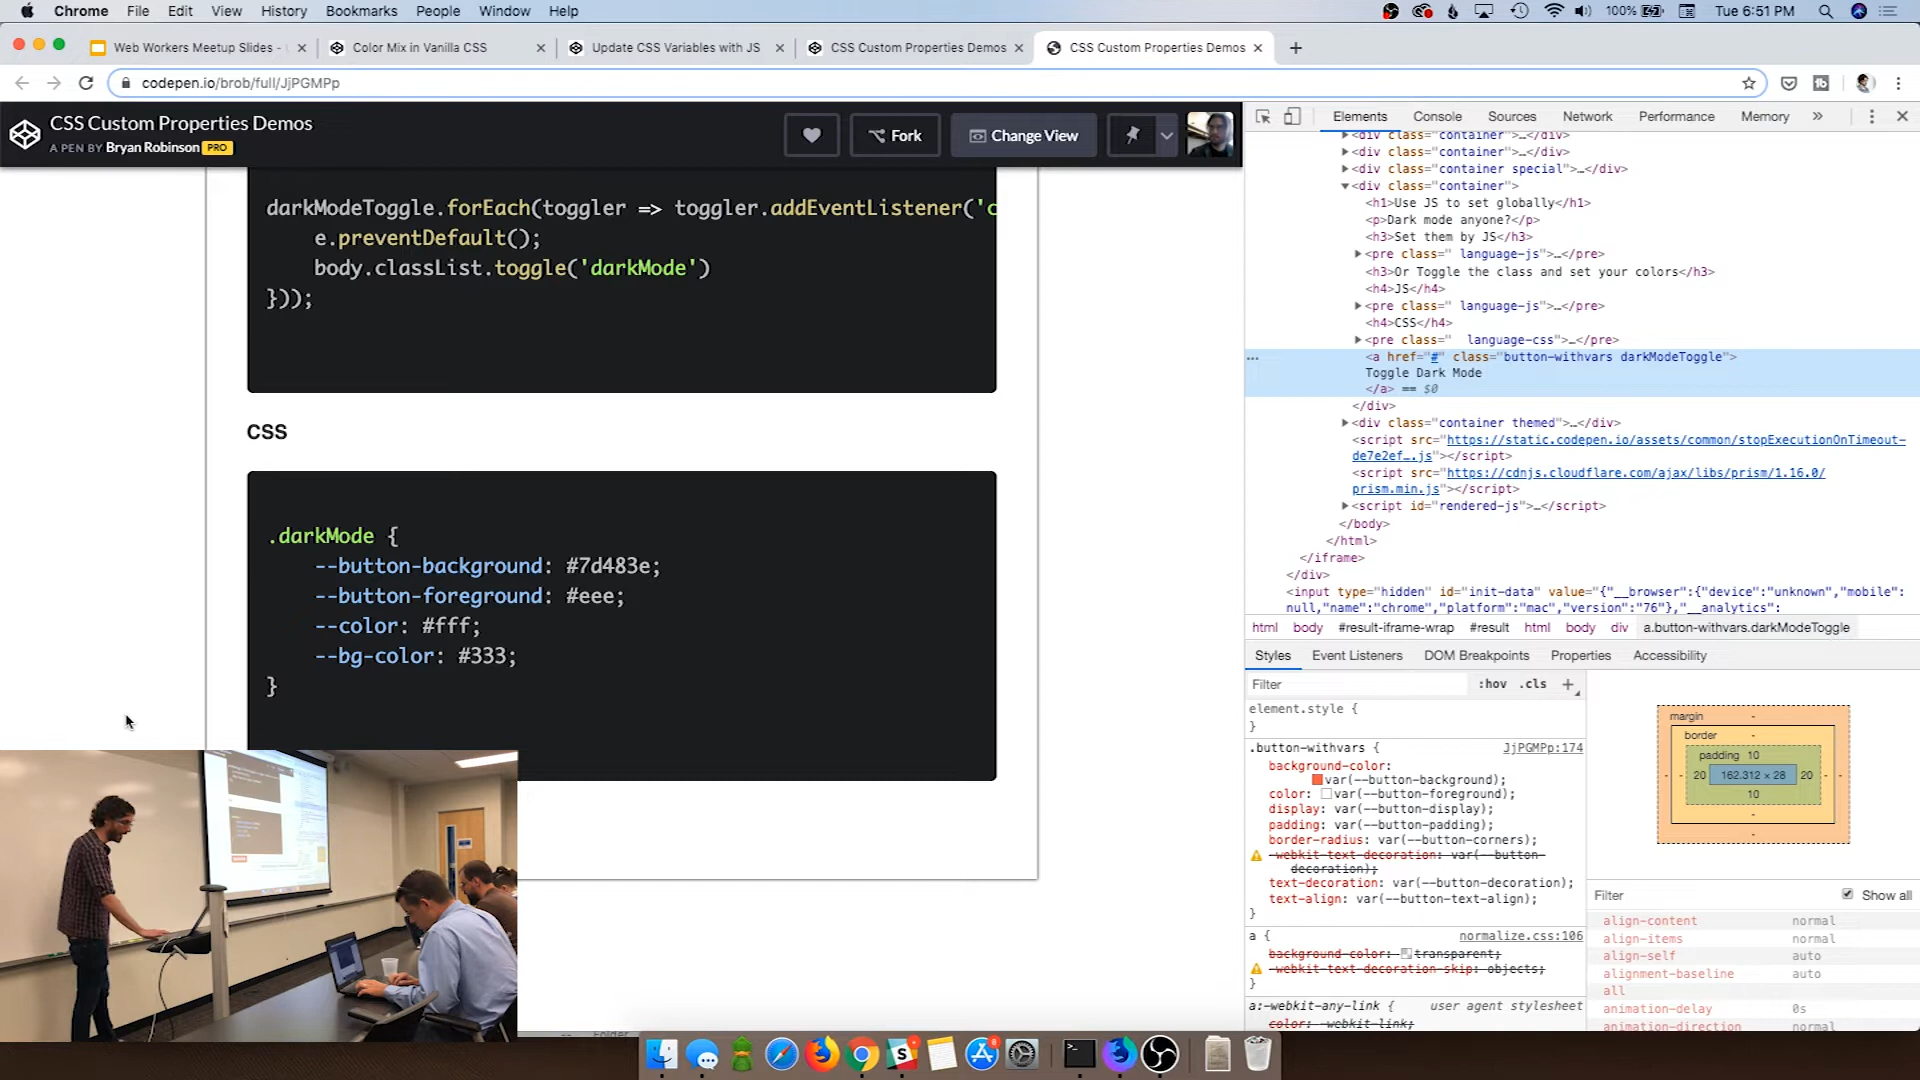 Chrome File Edit View History Bookmarks People Window Help 100% Tue 6:51 PM
Web Workers Meetup Slides - Color Mix in Vanilla CSS Update CSS Variables with JS CSS Custom Properties Demos CSS Custom Properties Demos
codepen.io/brob/full/JjPGMPp
CSS Custom Properties Demos
A PEN BY Bryan Robinson PRO
Fork
Change View
darkModeToggle.forEach(toggler => toggler.addEventListener('c
e.preventDefault();
body.classList.toggle('darkMode')
}));
CSS
.darkMode {
--button-background: #7d483e;
--button-foreground: #eee;
--color: #fff;
--bg-color: #333;
}
Elements Console Sources Network Performance Memory »
<div class="container">…</div>
<div class="container">…</div>
<div class="container special">…</div>
<div class="container">
<h1>Use JS to set globally</h1>
<p>Dark mode anyone?</p>
<h3>Set them by JS</h3>
<pre class=" language-js">…</pre>
<h3>Or Toggle the class and set your colors</h3>
<h4>JS</h4>
<pre class=" language-js">…</pre>
<h4>CSS</h4>
<pre class="  language-css">…</pre>
<a href="#" class="button-withvars darkModeToggle">
Toggle Dark Mode
</a> == $0
</div>
<div class="container themed">…</div>
<script src="https://static.codepen.io/assets/common/stopExecutionOnTimeout-
de7e2ef….js"></script>
<script src="https://cdnjs.cloudflare.com/ajax/libs/prism/1.16.0/
prism.min.js"></script>
<script id="rendered-js">…</script>
</body>
</html>
</iframe>
</div>
<input type="hidden" id="init-data" value="{"__browser":{"device":"unknown","mobile":
null,"name":"chrome","platform":"mac","version":"76"},"__analytics":
html body #result-iframe-wrap #result html body div a.button-withvars.darkModeToggle
Styles Event Listeners DOM Breakpoints Properties Accessibility
Filter :hov .cls +
element.style {
}
.button-withvars { JjPGMPp:174
background-color:
var(--button-background);
color: var(--button-foreground);
display: var(--button-display);
padding: var(--button-padding);
border-radius: var(--button-corners);
-webkit-text-decoration: var(--button-
decoration);
text-decoration: var(--button-decoration);
text-align: var(--button-text-align);
}
a { normalize.css:106
background-color: transparent;
-webkit-text-decoration-skip: objects;
}
a:-webkit-any-link { user agent stylesheet
color: -webkit-link;
margin -
border -
padding 10
- - 20 162.312 × 28 20 - -
10
-
-
Filter Show all
align-content normal
align-items normal
align-self auto
alignment-baseline auto
all
animation-delay 0s
animation-direction normal
Folder